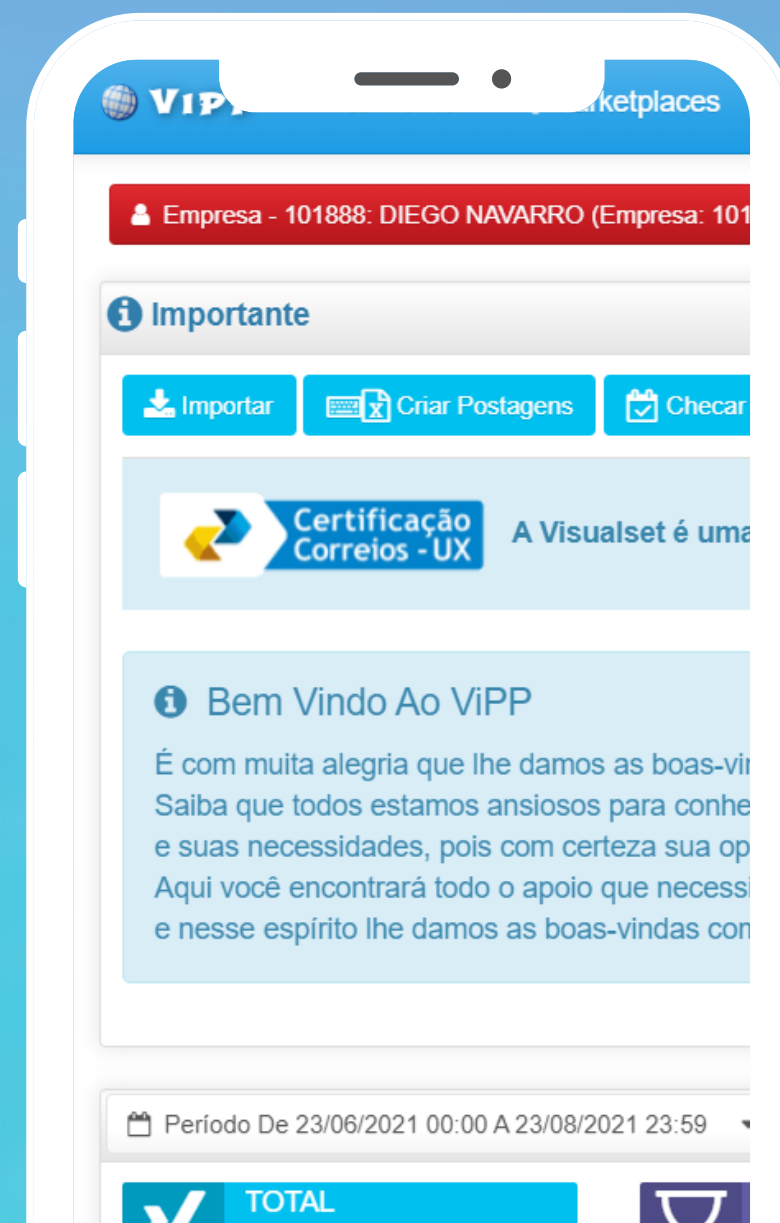 ViPP
Empresa - 101888: DIEGO NAVARRO (Empresa: 101
Importante
Importar
Criar Postagens
Checar
Certificação
Correios - UX
A Visualset é uma
Bem Vindo Ao ViPP
É com muita alegria que lhe damos as boas-vin
Saiba que todos estamos ansiosos para conhe
e suas necessidades, pois com certeza sua op
Aqui você encontrará todo o apoio que necessi
e nesse espírito lhe damos as boas-vindas con
Período De 23/06/2021 00:00 A 23/08/2021 23:59
TOTAL